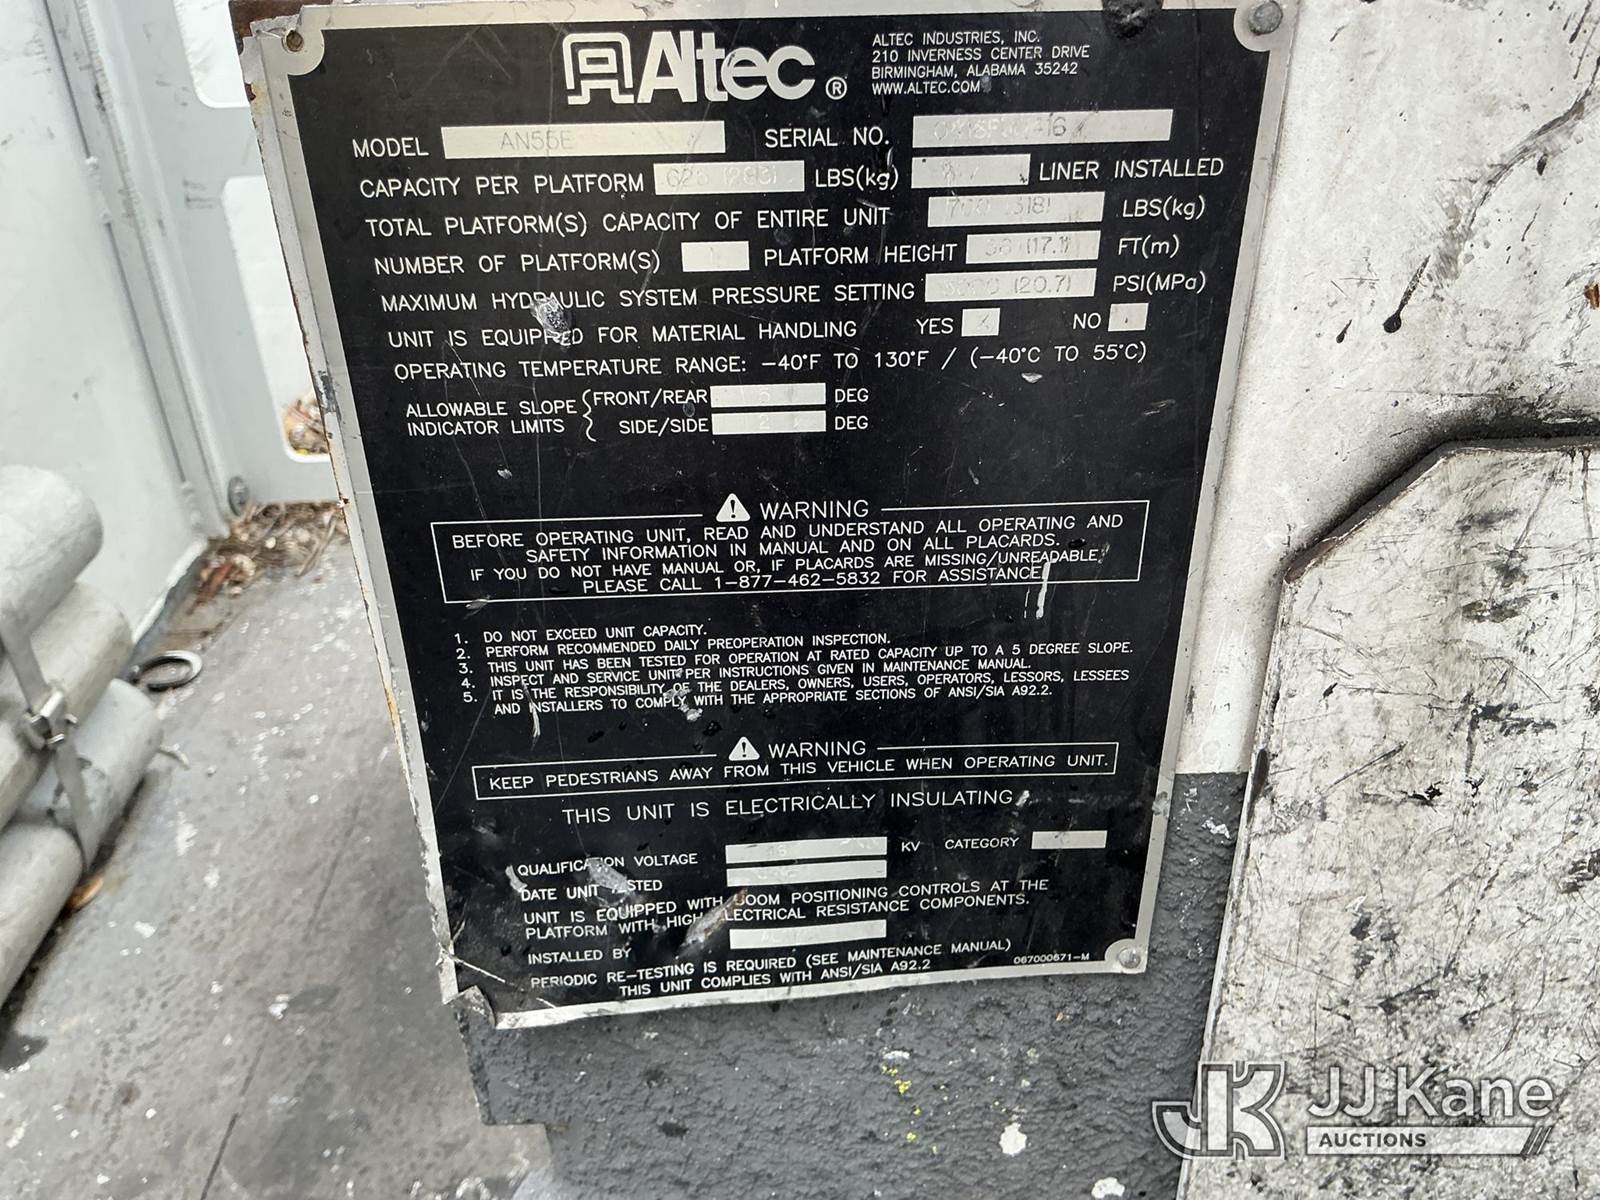 Altec®
ALTEC INDUSTRIES, INC.
210 INVERNESS CENTER DRIVE
BIRMINGHAM, ALABAMA 35242
WWW.ALTEC.COM
MODEL AN55E SERIAL NO.
CAPACITY PER PLATFORM LBS(kg) LINER INSTALLED
TOTAL PLATFORM(S) CAPACITY OF ENTIRE UNIT LBS(kg)
NUMBER OF PLATFORM(S) PLATFORM HEIGHT FT(m)
MAXIMUM HYDRAULIC SYSTEM PRESSURE SETTING (20.7) PSI(MPa)
UNIT IS EQUIPPED FOR MATERIAL HANDLING YES X NO
OPERATING TEMPERATURE RANGE: -40°F TO 130°F / (-40°C TO 55°C)
ALLOWABLE SLOPE INDICATOR LIMITS { FRONT/REAR 5 DEG
SIDE/SIDE DEG
WARNING
BEFORE OPERATING UNIT, READ AND UNDERSTAND ALL OPERATING AND
SAFETY INFORMATION IN MANUAL AND ON ALL PLACARDS.
IF YOU DO NOT HAVE MANUAL OR, IF PLACARDS ARE MISSING/UNREADABLE,
PLEASE CALL 1-877-462-5832 FOR ASSISTANCE.
1. DO NOT EXCEED UNIT CAPACITY.
2. PERFORM RECOMMENDED DAILY PREOPERATION INSPECTION.
3. THIS UNIT HAS BEEN TESTED FOR OPERATION AT RATED CAPACITY UP TO A 5 DEGREE SLOPE.
4. INSPECT AND SERVICE UNIT PER INSTRUCTIONS GIVEN IN MAINTENANCE MANUAL.
5. IT IS THE RESPONSIBILITY OF THE DEALERS, OWNERS, USERS, OPERATORS, LESSORS, LESSEES
AND INSTALLERS TO COMPLY WITH THE APPROPRIATE SECTIONS OF ANSI/SIA A92.2.
WARNING
KEEP PEDESTRIANS AWAY FROM THIS VEHICLE WHEN OPERATING UNIT.
THIS UNIT IS ELECTRICALLY INSULATING
QUALIFICATION VOLTAGE KV CATEGORY
DATE UNIT TESTED
UNIT IS EQUIPPED WITH BOOM POSITIONING CONTROLS AT THE
PLATFORM WITH HIGH ELECTRICAL RESISTANCE COMPONENTS.
INSTALLED BY
PERIODIC RE-TESTING IS REQUIRED (SEE MAINTENANCE MANUAL)
THIS UNIT COMPLIES WITH ANSI/SIA A92.2
067000671-M
JK JJ Kane
AUCTIONS